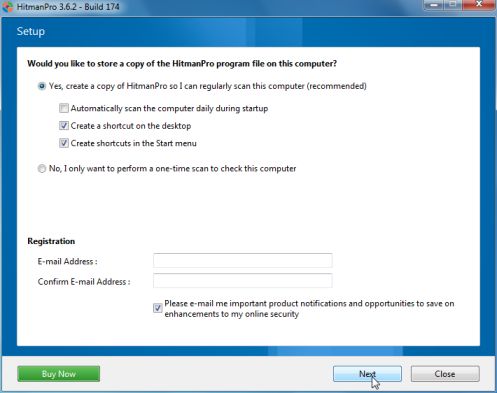 HitmanPro 3.6.2 - Build 174
Setup
Would you like to store a copy of the HitmanPro program file on this computer?
Yes, create a copy of HitmanPro so I can regularly scan this computer (recommended)
Automatically scan the computer daily during startup
Create a shortcut on the desktop
Create shortcuts in the Start menu
No, I only want to perform a one-time scan to check this computer
Registration
E-mail Address :
Confirm E-mail Address :
Please e-mail me important product notifications and opportunities to save on
enhancements to my online security
Buy Now
Next
Close